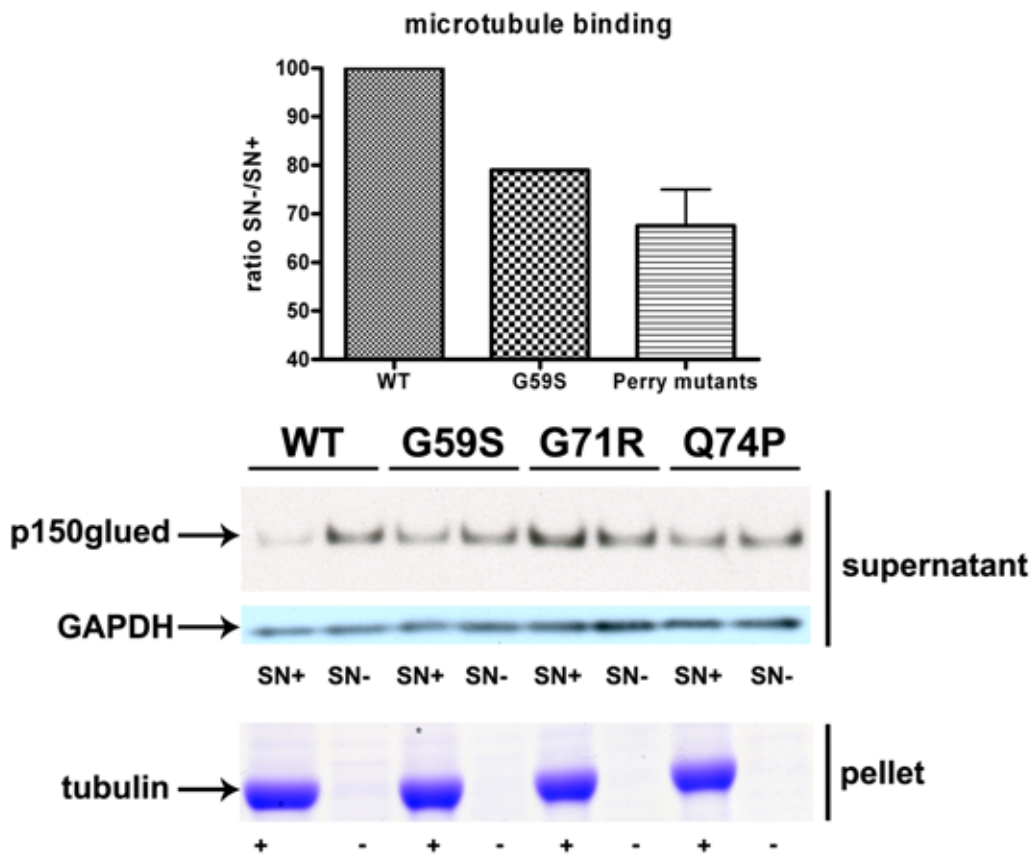 microtubule binding
ratio SN-/SN+
100
90
80
70
60
50
40
WT G59S Perry mutants
WT G59S G71R Q74P
p150glued
supernatant
GAPDH
SN+ SN- SN+ SN- SN+ SN- SN+ SN-
tubulin
pellet
+ - + - + - + -